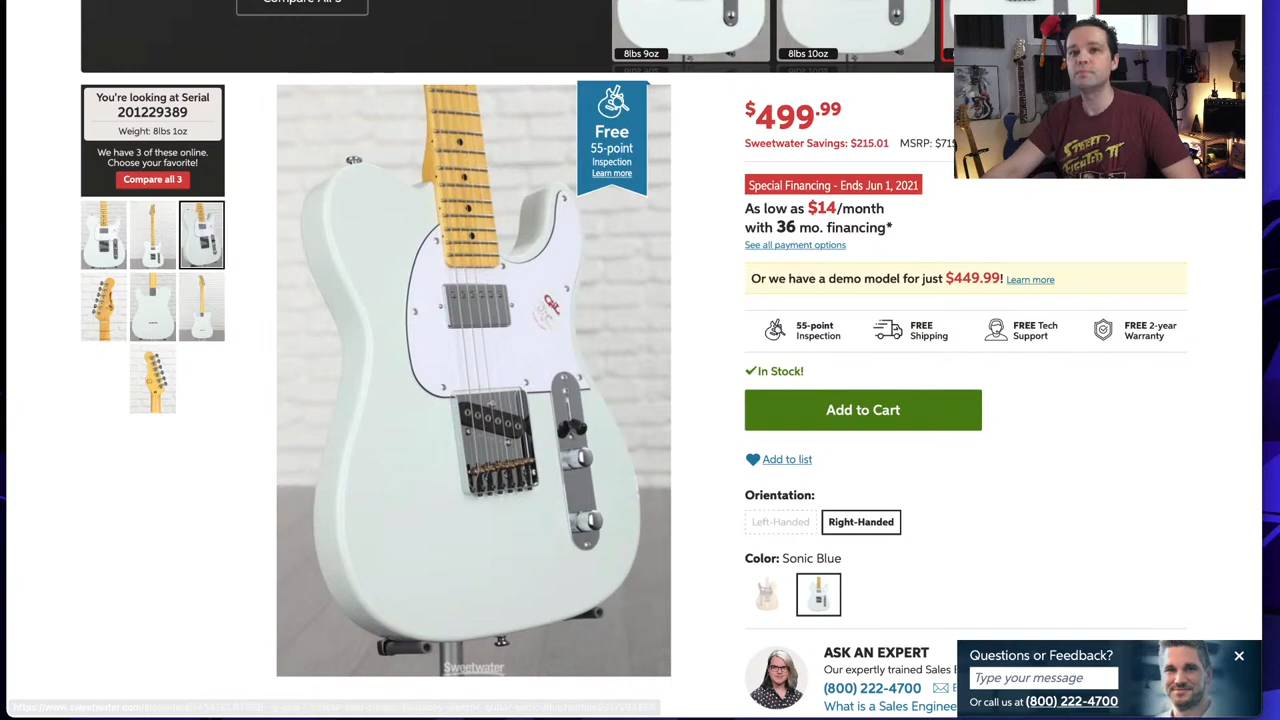 Compare All 3
8lbs 9oz
8lbs 10oz
You're looking at Serial
201229389
Weight: 8lbs 1oz
We have 3 of these online.
Choose your favorite!
Compare all 3
Free
55-point
Inspection
Learn more
Sweetwater
$499.99
Sweetwater Savings: $215.01 MSRP: $715
Special Financing - Ends Jun 1, 2021
As low as $14/month
with 36 mo. financing*
See all payment options
Or we have a demo model for just $449.99! Learn more
55-point
Inspection
FREE
Shipping
FREE Tech
Support
FREE 2-year
Warranty
In Stock!
Add to Cart
Add to list
Orientation:
Left-Handed
Right-Handed
Color: Sonic Blue
ASK AN EXPERT
Our expertly trained Sales E
(800) 222-4700
What is a Sales Enginee
Questions or Feedback?
Type your message
Or call us at (800) 222-4700
STREET
FIGHTER II